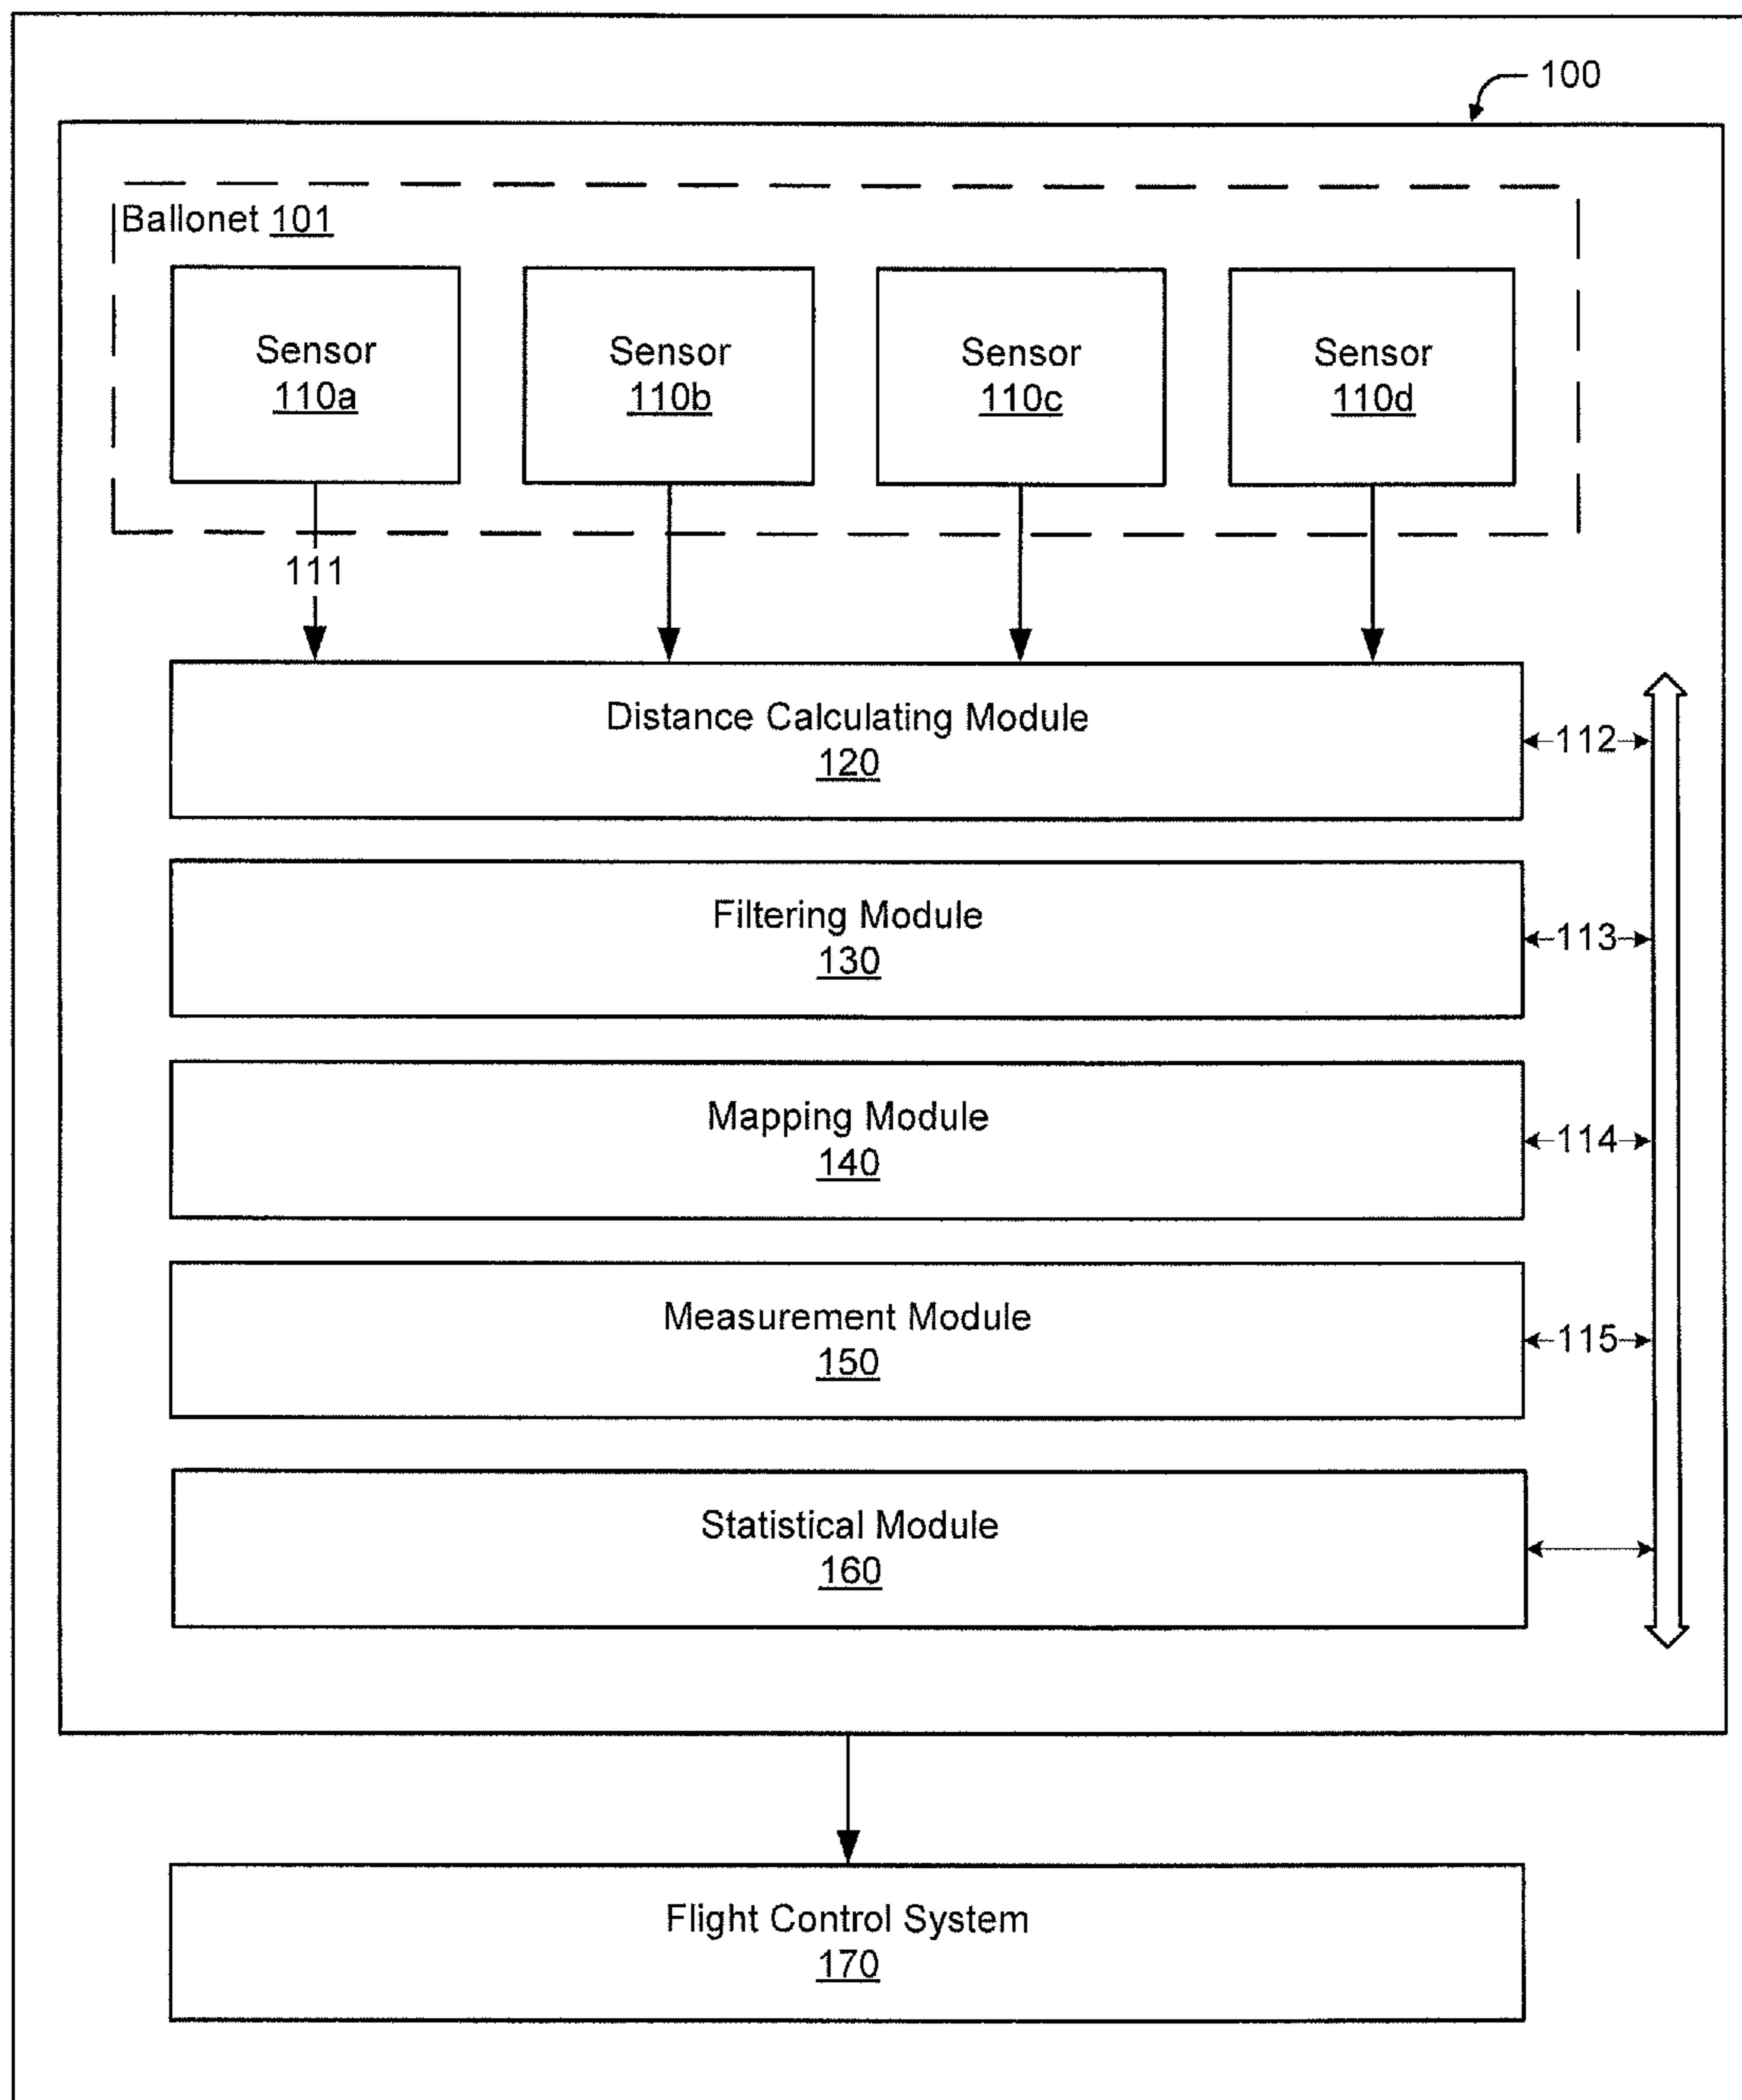 100
Ballonet 101
Sensor Sensor Sensor Sensor
110a 110b 110c 110d
111
Distance Calculating Module
120
112
Filtering Module
130
113
Mapping Module
140
114
Measurement Module
150
115
Statistical Module
160
Flight Control System
170